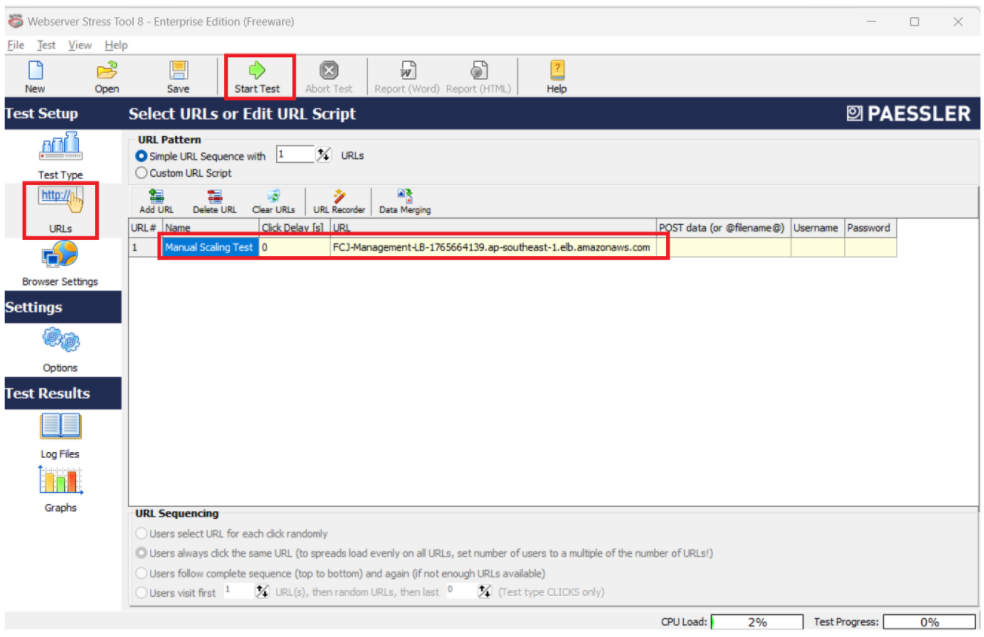 Webserver Stress Tool 8 - Enterprise Edition (Freeware)
File Test View Help
New Open Save Start Test Abort Test Report (Word) Report (HTML) Help
Test Setup
Select URLs or Edit URL Script
PAESSLER
URL Pattern
Simple URL Sequence with 1 URLs
Custom URL Script
Test Type
http://
URLs
Browser Settings
Settings
Options
Test Results
Log Files
Graphs
Add URL Delete URL Clear URLs URL Recorder Data Merging
URL# Name Click Delay [s] URL POST data (or @filename@) Username Password
1 Manual Scaling Test 0 FCJ-Management-LB-1765664139.ap-southeast-1.elb.amazonaws.com
URL Sequencing
Users select URL for each click randomly
Users always click the same URL (to spreads load evenly on all URLs, set number of users to a multiple of the number of URLs!)
Users follow complete sequence (top to bottom) and again (if not enough URLs available)
Users visit first 1 URL(s), then random URLs, then last 0 (Test type CLICKS only)
CPU Load: 2% Test Progress: 0%